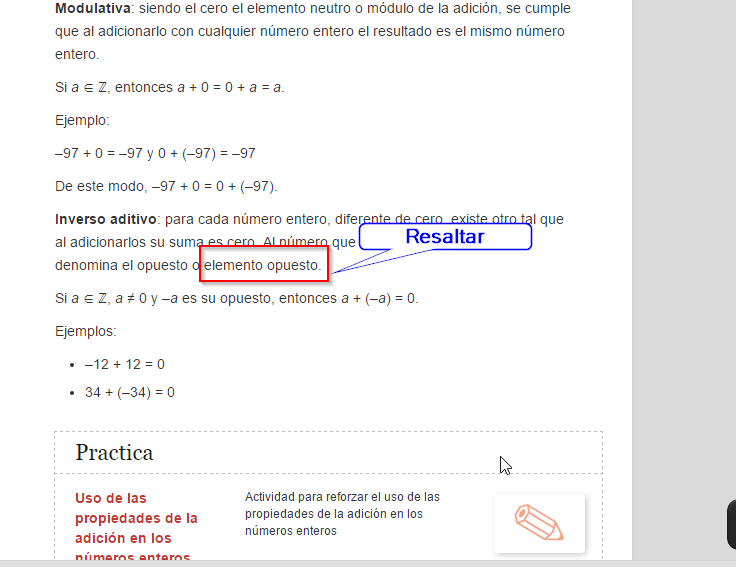 Modulativa: siendo el cero el elemento neutro o módulo de la adición, se cumple
que al adicionarlo con cualquier número entero el resultado es el mismo número
entero.
Si a ∈ ℤ, entonces a + 0 = 0 + a = a.
Ejemplo:
–97 + 0 = –97 y 0 + (–97) = –97
De este modo, –97 + 0 = 0 + (–97).
Inverso aditivo: para cada número entero, diferente de cero, existe otro tal que
al adicionarlos su suma es cero. Al número que
Resaltar
denomina el opuesto o elemento opuesto.
Si a ∈ ℤ, a ≠ 0 y –a es su opuesto, entonces a + (–a) = 0.
Ejemplos:
• –12 + 12 = 0
• 34 + (–34) = 0
Practica
Uso de las
propiedades de la
adición en los
números enteros
Actividad para reforzar el uso de las
propiedades de la adición en los
números enteros